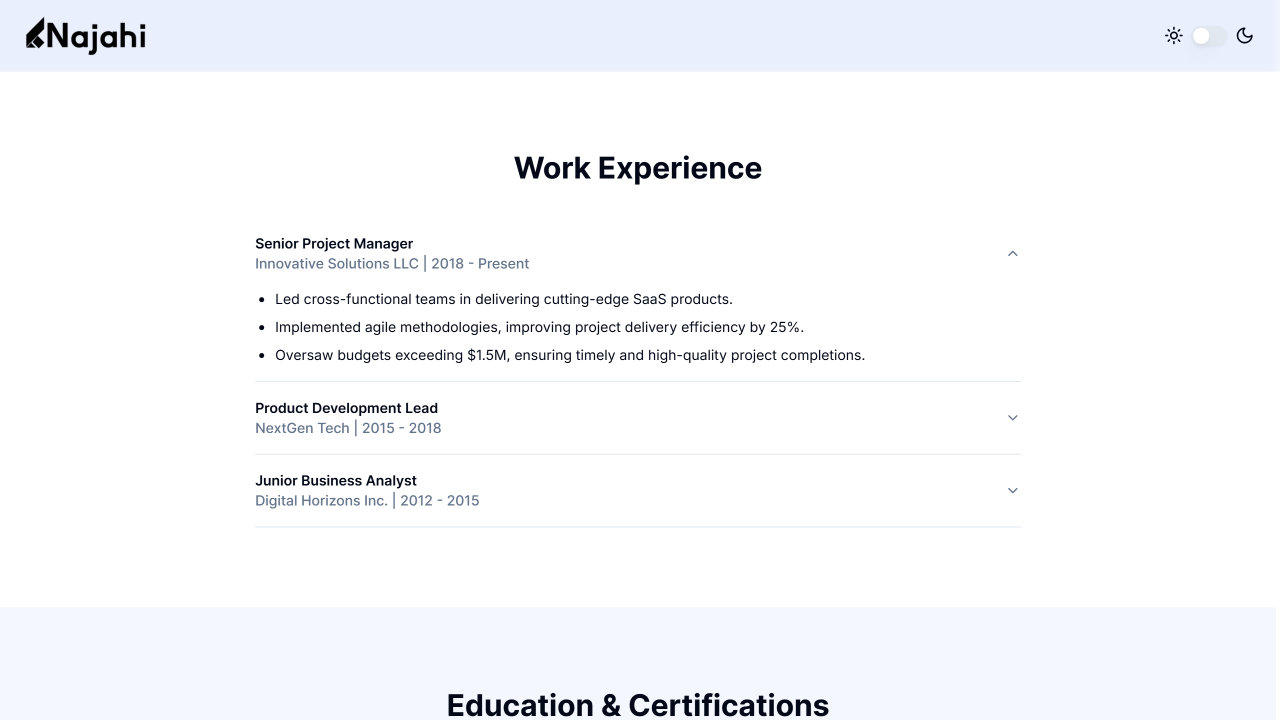 Najahi
Work Experience
Senior Project Manager
Innovative Solutions LLC | 2018 - Present
• Led cross-functional teams in delivering cutting-edge SaaS products.
• Implemented agile methodologies, improving project delivery efficiency by 25%.
• Oversaw budgets exceeding $1.5M, ensuring timely and high-quality project completions.
Product Development Lead
NextGen Tech | 2015 - 2018
Junior Business Analyst
Digital Horizons Inc. | 2012 - 2015
Education & Certifications